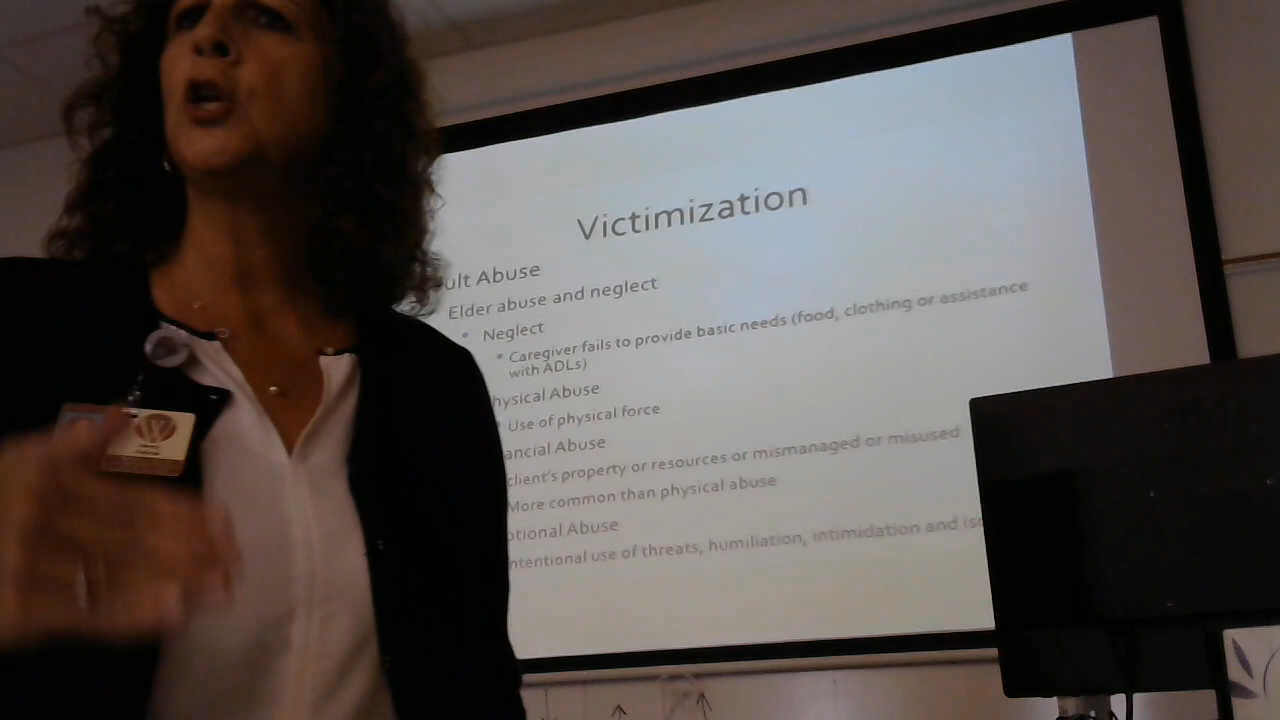 Victimization
ult Abuse
Elder abuse and neglect
Neglect
Caregiver fails to provide basic needs (food, clothing or assistance
with ADLs)
hysical Abuse
Use of physical force
ancial Abuse
client's property or resources or mismanaged or misused
More common than physical abuse
otional Abuse
ntentional use of threats, humiliation, intimidation and iso
W